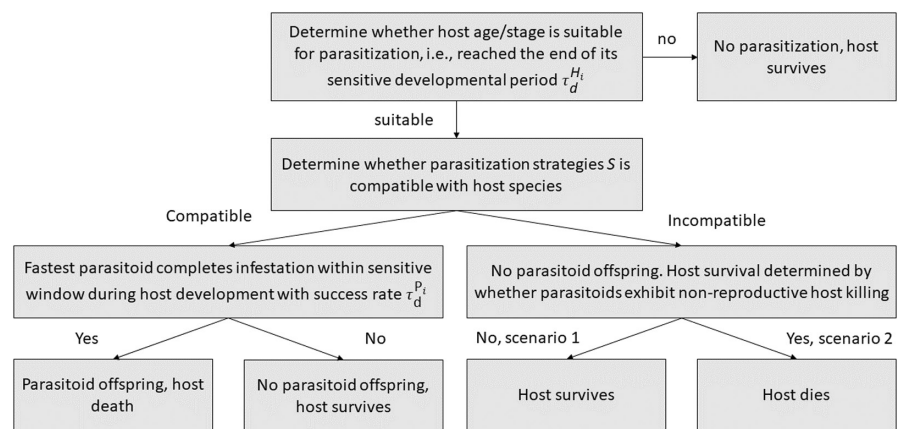 Determine whether host age/stage is suitable
for parasitization, i.e., reached the end of its
sensitive developmental period τ_d^{H_i}
no
No parasitization, host
survives
suitable
Determine whether parasitization strategies S is
compatible with host species
Compatible
Incompatible
Fastest parasitoid completes infestation within sensitive
window during host development with success rate τ_d^{P_i}
No parasitoid offspring. Host survival determined by
whether parasitoids exhibit non-reproductive host killing
Yes
No
No, scenario 1
Yes, scenario 2
Parasitoid offspring, host
death
No parasitoid offspring,
host survives
Host survives
Host dies